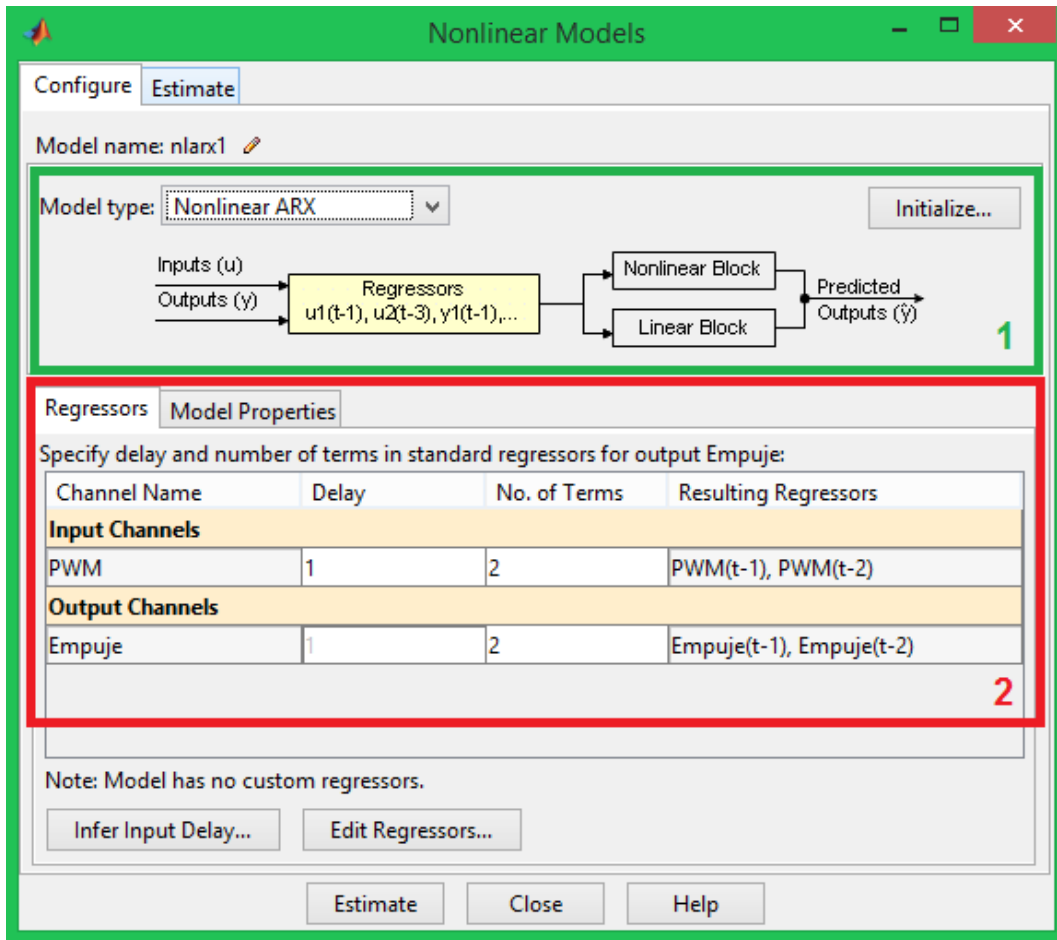 Nonlinear Models
Configure Estimate
Model name: nlarx1
Model type: Nonlinear ARX Initialize...
Inputs (u)
Outputs (y)
Regressors
u1(t-1), u2(t-3), y1(t-1),...
Nonlinear Block
Linear Block
Predicted
Outputs (ŷ)
1
Regressors Model Properties
Specify delay and number of terms in standard regressors for output Empuje:
Channel Name Delay No. of Terms Resulting Regressors
Input Channels
PWM 1 2 PWM(t-1), PWM(t-2)
Output Channels
Empuje 1 2 Empuje(t-1), Empuje(t-2)
2
Note: Model has no custom regressors.
Infer Input Delay... Edit Regressors...
Estimate Close Help